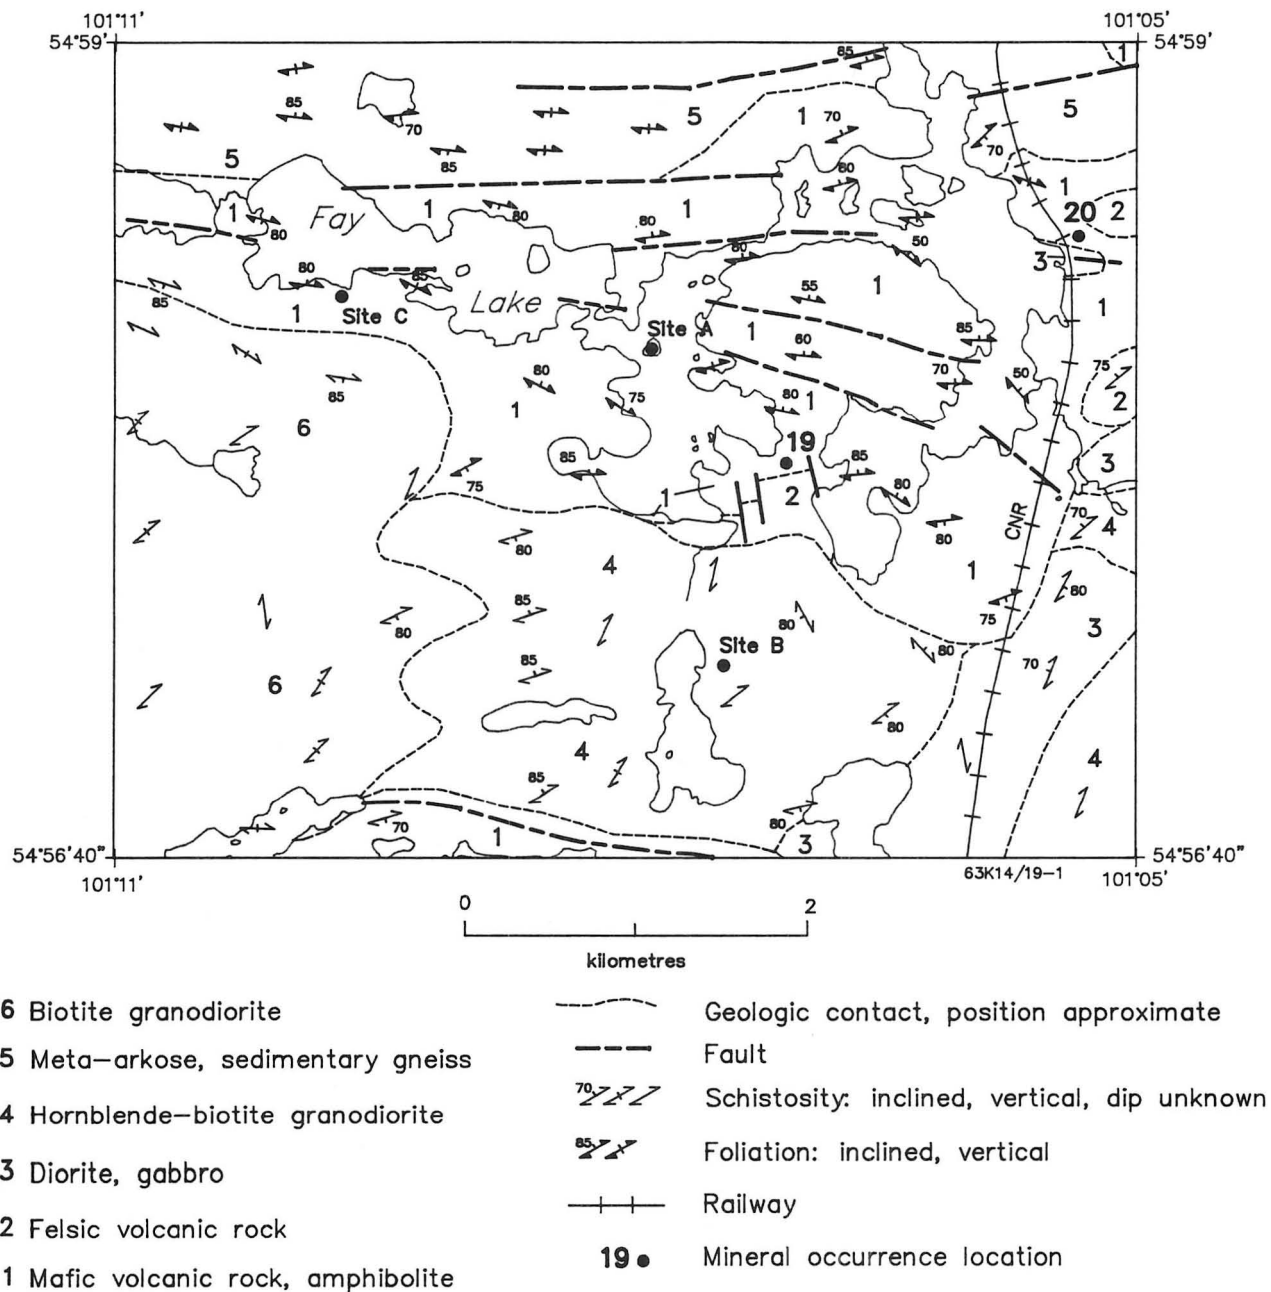 101°11' 101°05'
54°59' 54°59'
85 1
85 5 1 70 5
70 70
5 85 80 1
1 Fay 1 80 1 20 2
80 80 50 3
80 80
85 85 Lake 55 1 1
85 1 Site C Site A 1 85
60
80 70 50 75
85 75 80 1 2
6 1
19
85 85 3
75 1 2 80
CNR 70 4
80 80
4 1
85 80 75 80
80 3
Site B 80 70
85
6
80
4 4
85
70 1 80 3
54°56'40" 54°56'40"
101°11' 63K14/19-1 101°05'
0 2
kilometres
6 Biotite granodiorite
5 Meta-arkose, sedimentary gneiss
4 Hornblende-biotite granodiorite
3 Diorite, gabbro
2 Felsic volcanic rock
1 Mafic volcanic rock, amphibolite
Geologic contact, position approximate
Fault
70 Schistosity: inclined, vertical, dip unknown
85 Foliation: inclined, vertical
Railway
19 Mineral occurrence location